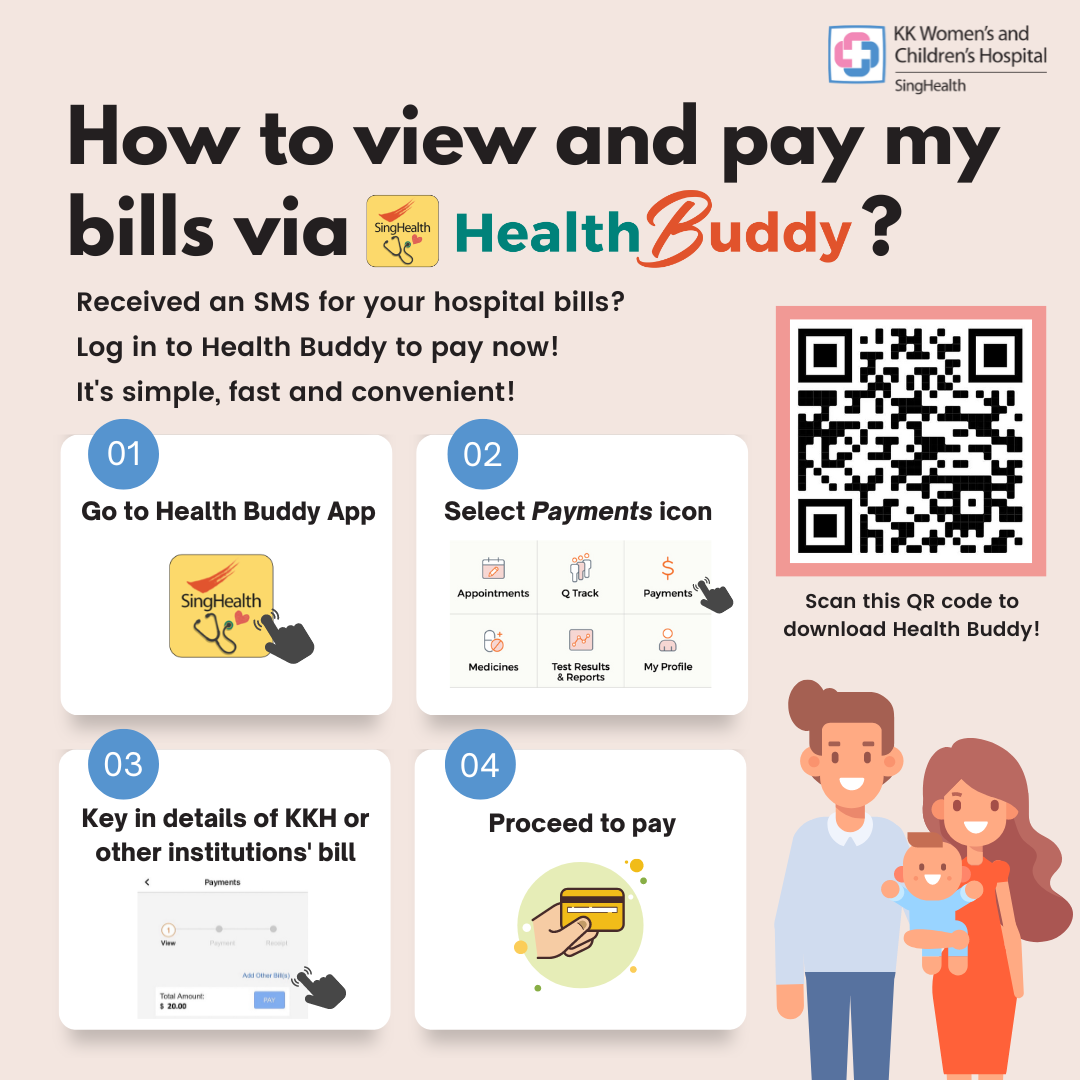 KK Women's and
Children's Hospital
SingHealth
How to view and pay my
bills via SingHealth HealthBuddy?
Received an SMS for your hospital bills?
Log in to Health Buddy to pay now!
It's simple, fast and convenient!
Scan this QR code to
download Health Buddy!
01
Go to Health Buddy App
SingHealth
02
Select Payments icon
Appointments
Q Track
Payments
Medicines
Test Results
& Reports
My Profile
03
Key in details of KKH or
other institutions' bill
Payments
1
View
Payment
Receipt
Add Other Bill(s)
Total Amount:
$ 20.00
PAY
04
Proceed to pay